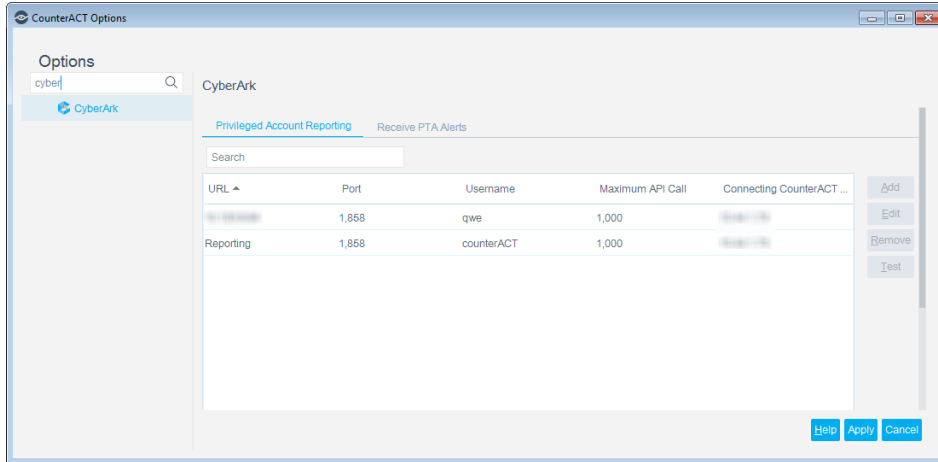 CounterACT Options
Options
cyber
CyberArk
CyberArk
Privileged Account Reporting Receive PTA Alerts
Search
URL Port Username Maximum API Call Connecting CounterACT ...
1,858 qwe 1,000
Reporting 1,858 counterACT 1,000
Add
Edit
Remove
Test
Help Apply Cancel